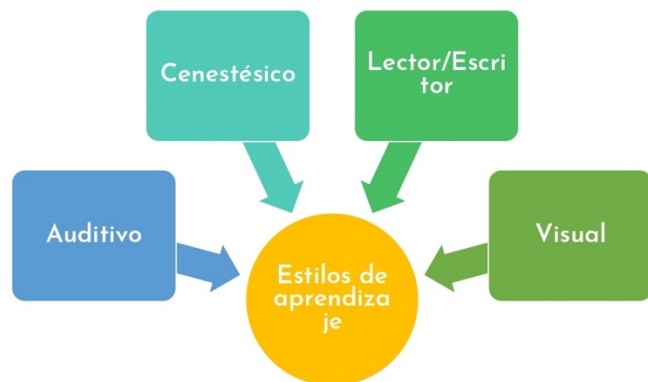 Cenestésico
Lector/Escri
tor
Auditivo
Visual
Estilos de
aprendiza
je